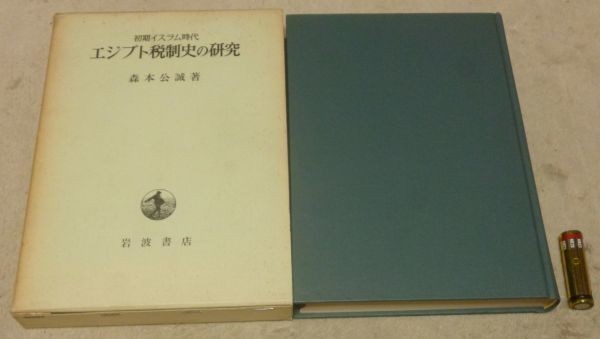 初期イスラム時代
エジプト税制史の研究
森本公誠著
岩波書店